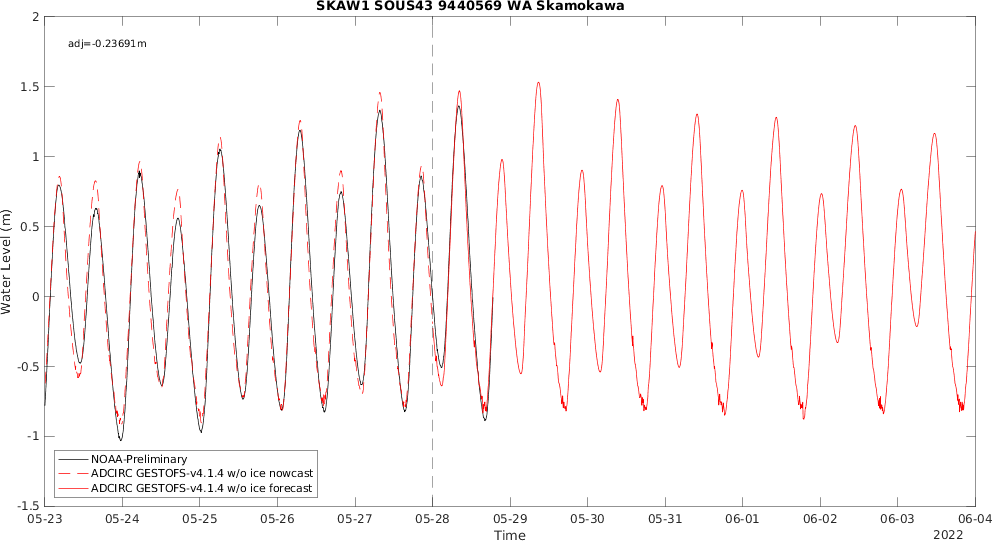 SKAW1 SOUS43 9440569 WA Skamokawa
adj=-0.23691m
Water Level (m)
2
1.5
1
0.5
0
-0.5
-1
-1.5
NOAA-Preliminary
ADCIRC GESTOFS-v4.1.4 w/o ice nowcast
ADCIRC GESTOFS-v4.1.4 w/o ice forecast
05-23 05-24 05-25 05-26 05-27 05-28 05-29 05-30 05-31 06-01 06-02 06-03 06-04
Time
2022